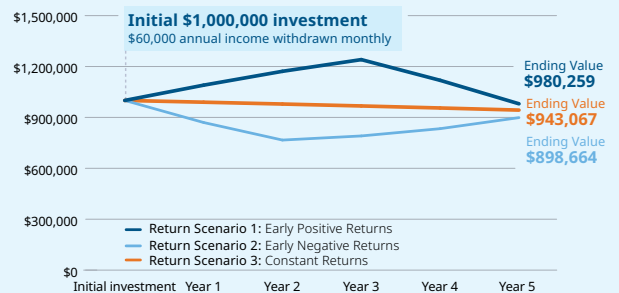 $1,500,000
Initial $1,000,000 investment
$60,000 annual income withdrawn monthly
$1,200,000
Ending Value
$980,259
Ending Value
$943,067
$900,000
Ending Value
$898,664
$600,000
$300,000
Return Scenario 1: Early Positive Returns
Return Scenario 2: Early Negative Returns
Return Scenario 3: Constant Returns
$0
Initial investment Year 1 Year 2 Year 3 Year 4 Year 5